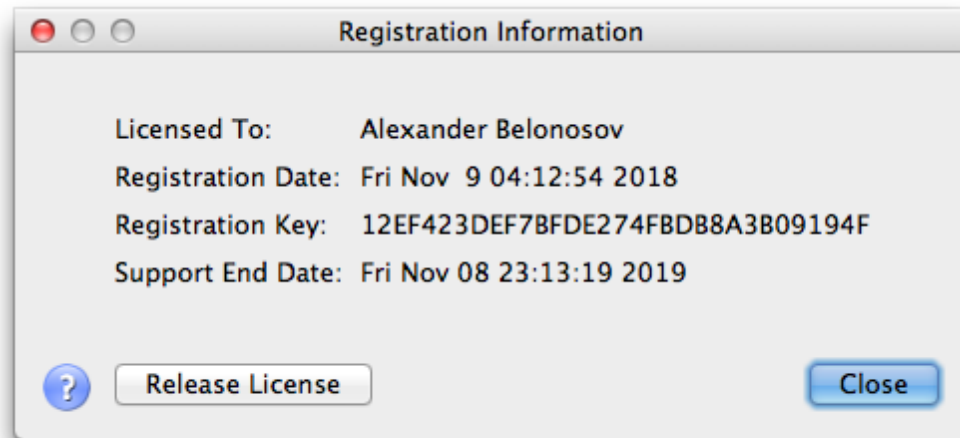 Registration Information
Licensed To: Alexander Belonosov
Registration Date: Fri Nov  9 04:12:54 2018
Registration Key: 12EF423DEF7BFDE274FBDB8A3B09194F
Support End Date: Fri Nov 08 23:13:19 2019
? Release License Close